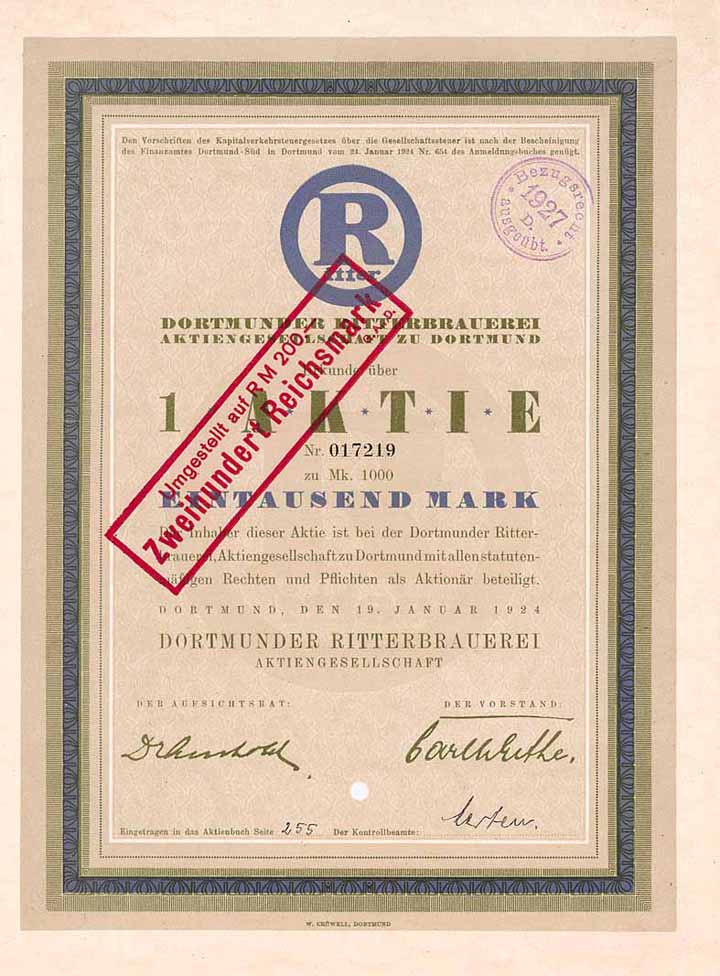 Den Vorschriften des Kapitalverkehrsteuergesetzes über die Gesellschaftssteuer ist nach der Bescheinigung
des Finanzamtes Dortmund-Süd in Dortmund vom 24. Januar 1924 Nr. 654 des Anmeldungsbuches genügt.
Bezugsrecht
1927
D.
ausgeübt.
R
itter
DORTMUNDER RITTERBRAUEREI
AKTIENGESELLSCHAFT ZU DORTMUND
Urkunde über
1 A*K*T*I*E
Nr. 017219
zu Mk. 1000
EINTAUSEND MARK
Umgestellt auf RM 200,-
Zweihundert Reichsmark
D.
Der Inhaber dieser Aktie ist bei der Dortmunder Ritter-
brauerei, Aktiengesellschaft zu Dortmund mit allen statuten-
mäßigen Rechten und Pflichten als Aktionär beteiligt.
DORTMUND, DEN 19. JANUAR 1924
DORTMUNDER RITTERBRAUEREI
AKTIENGESELLSCHAFT
DER AUFSICHTSRAT: DER VORSTAND:
Eingetragen in das Aktienbuch Seite 255 Der Kontrollbeamte:
W. CRÜWELL, DORTMUND